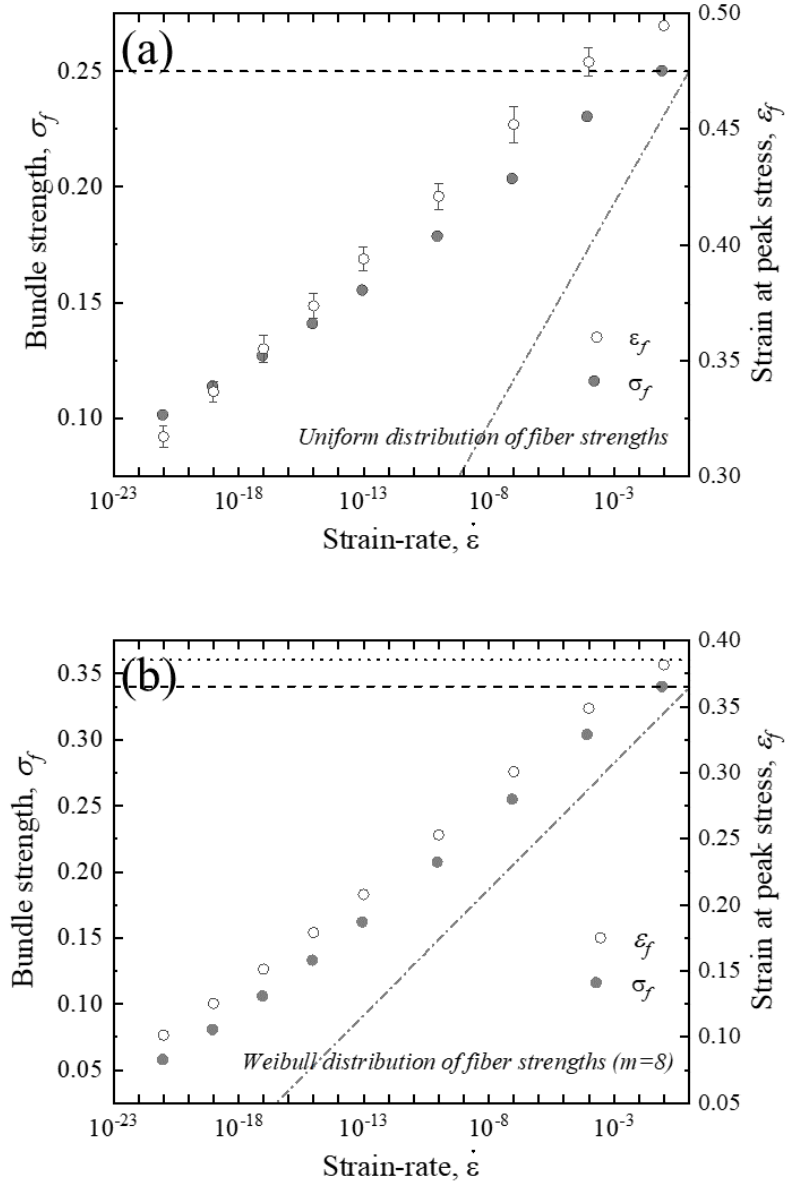 (a)
0.25
0.20
0.15
0.10
Bundle strength, σf
0.50
0.45
0.40
0.35
0.30
Strain at peak stress, εf
εf
σf
Uniform distribution of fiber strengths
10-23 10-18 10-13 10-8 10-3
Strain-rate, ε̇
(b)
0.35
0.30
0.25
0.20
0.15
0.10
0.05
Bundle strength, σf
0.40
0.35
0.30
0.25
0.20
0.15
0.10
0.05
Strain at peak stress, εf
εf
σf
Weibull distribution of fiber strengths (m=8)
10-23 10-18 10-13 10-8 10-3
Strain-rate, ε̇